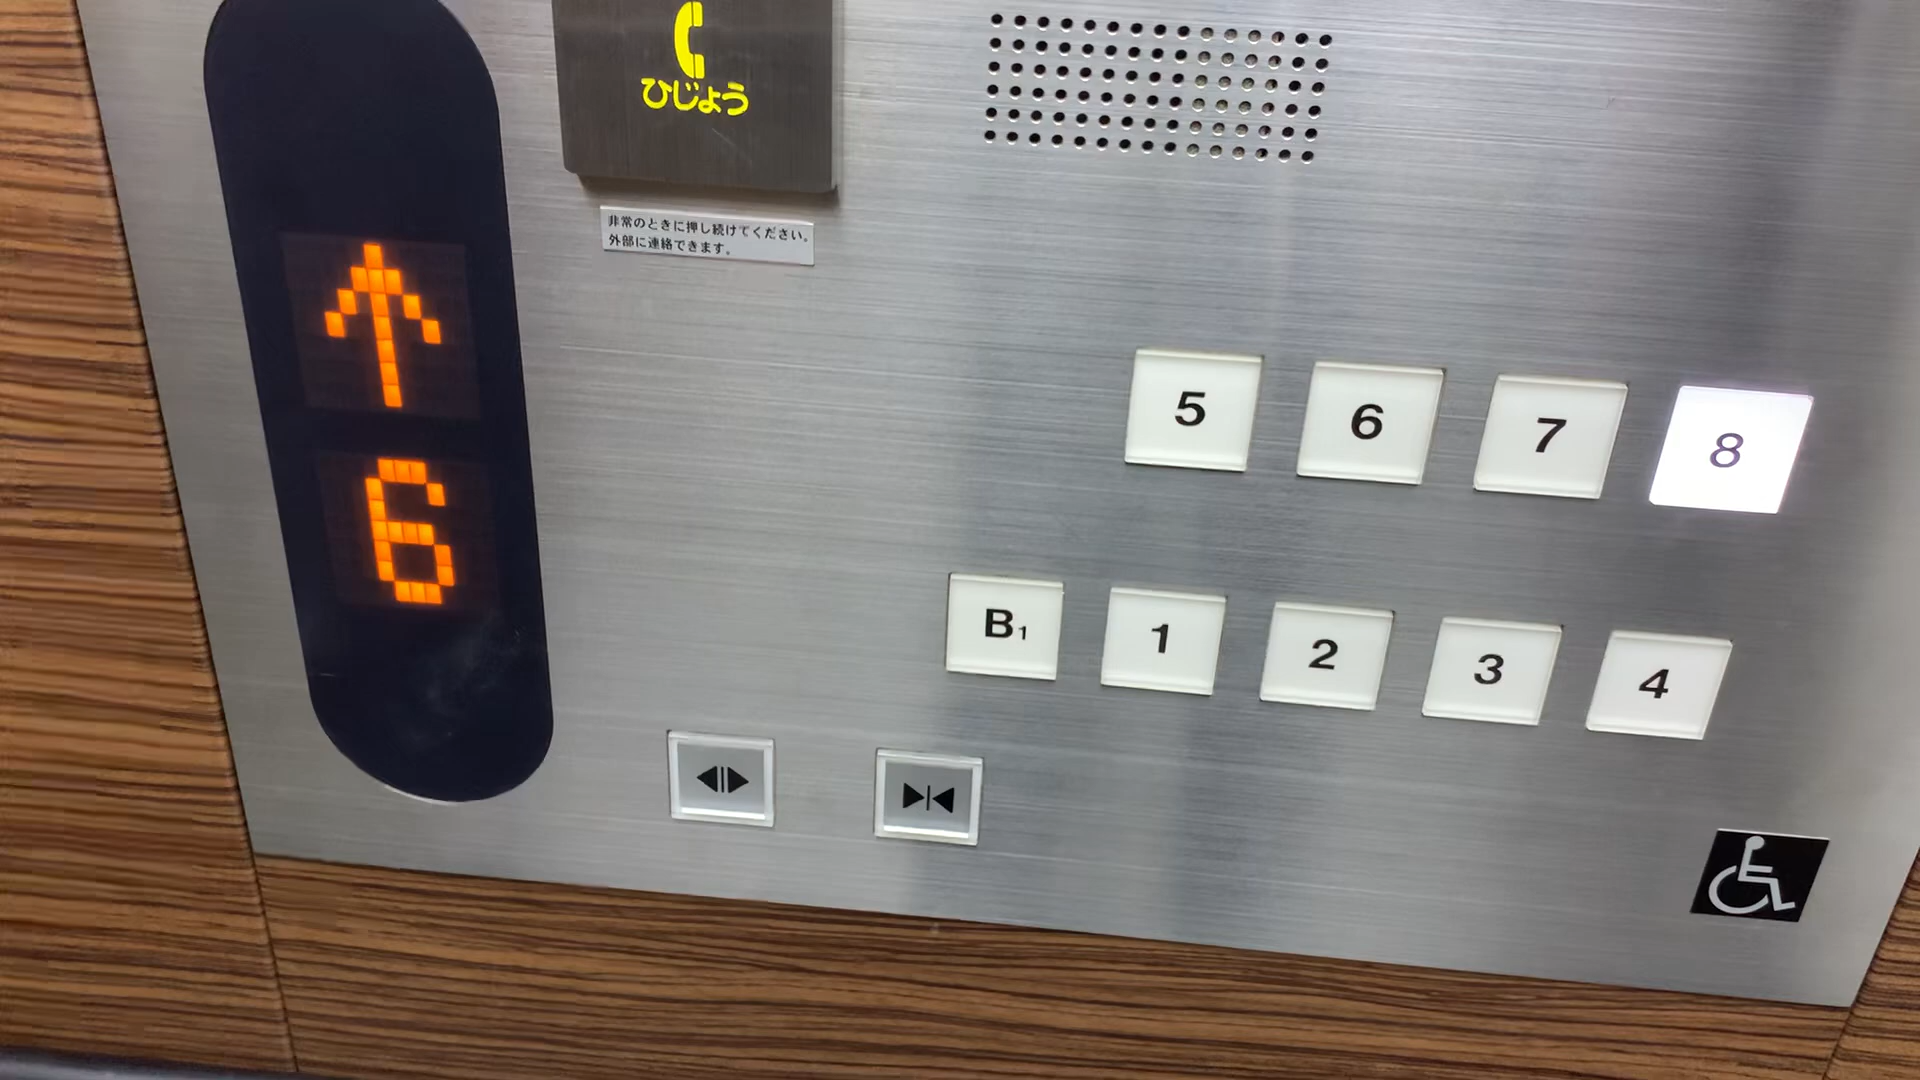 ひじょう
非常のときに押し続けてください。
外部に連絡できます。
6
5 6 7 8
B1 1 2 3 4